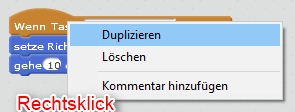 Wenn Tas
Duplizieren
setze Rich
Löschen
gehe 10 e
Kommentar hinzufügen
Rechtsklick